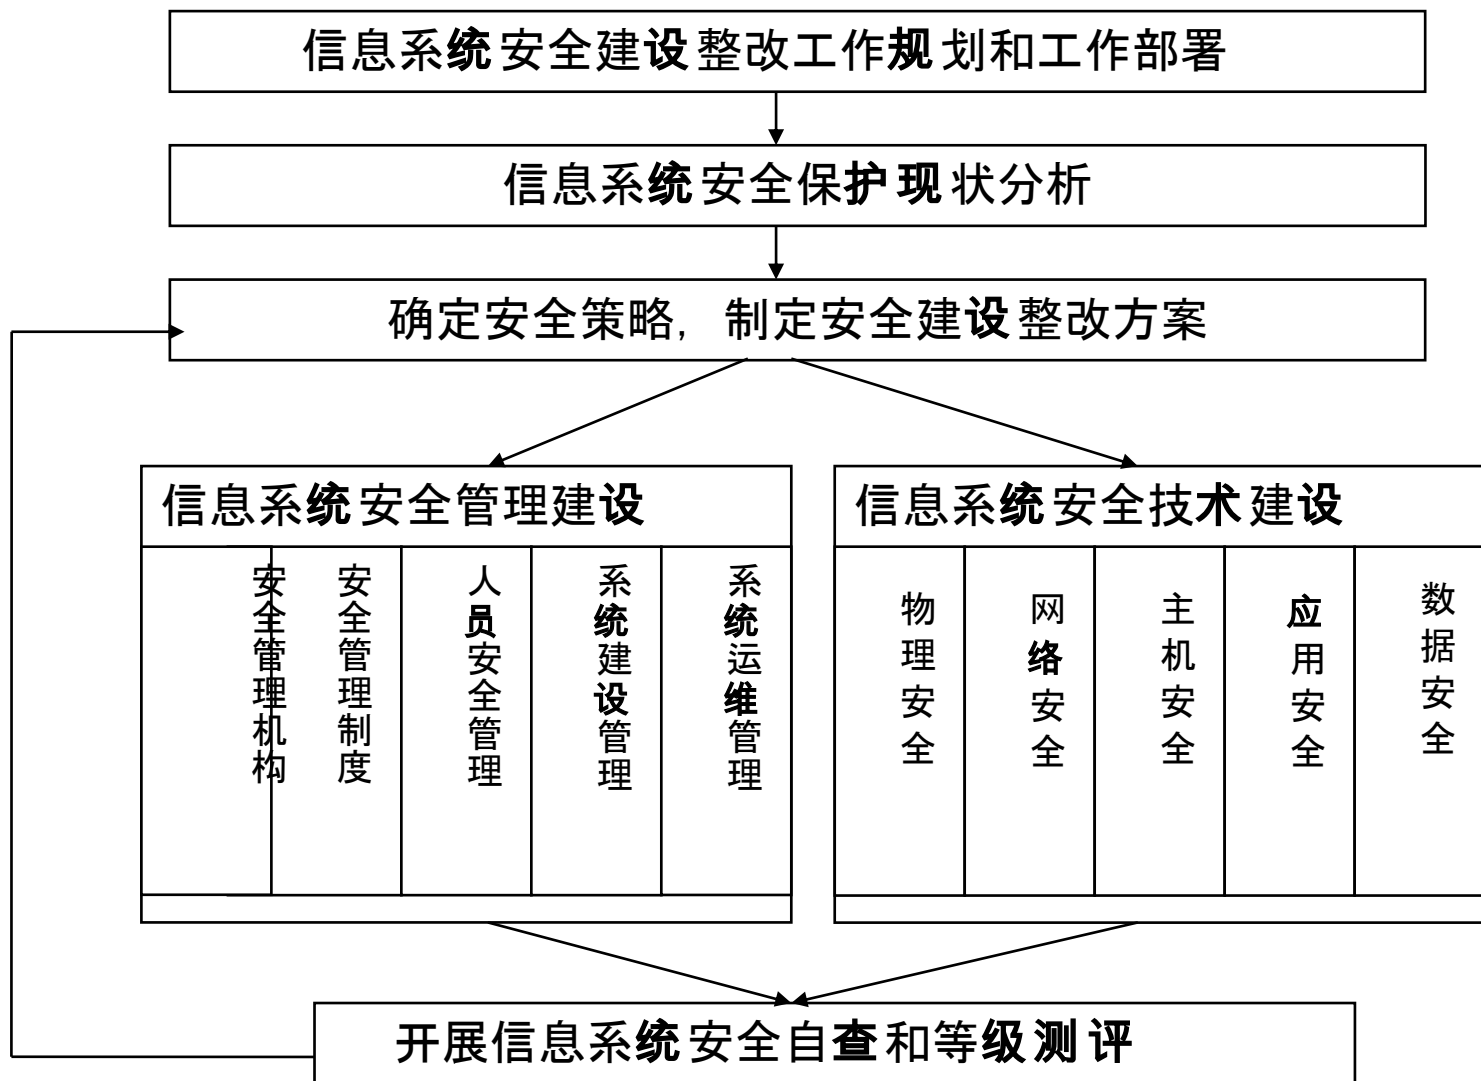 信息系统安全建设整改工作规划和工作部署
信息系统安全保护现状分析
确定安全策略，制定安全建设整改方案
信息系统安全管理建设
安全管理机构
安全管理制度
人员安全管理
系统建设管理
系统运维管理
信息系统安全技术建设
物理安全
网络安全
主机安全
应用安全
数据安全
开展信息系统安全自查和等级测评